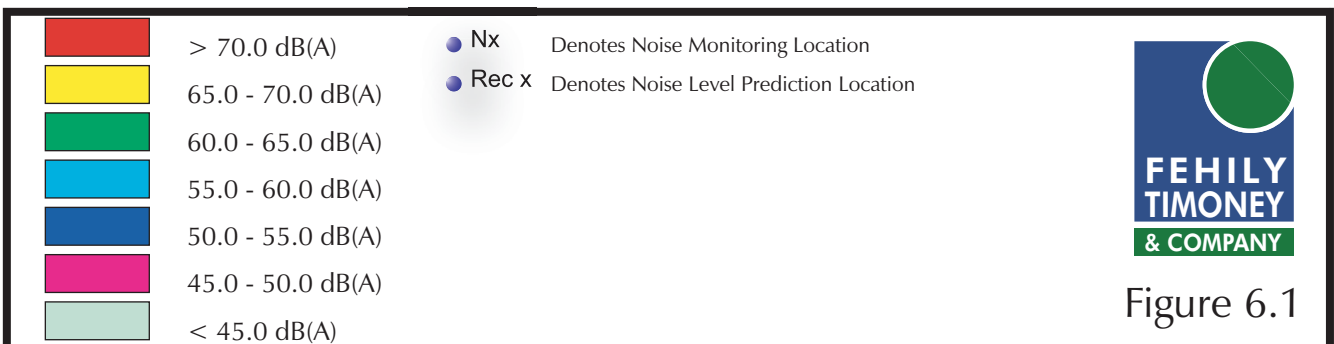 > 70.0 dB(A)
65.0 - 70.0 dB(A)
60.0 - 65.0 dB(A)
55.0 - 60.0 dB(A)
50.0 - 55.0 dB(A)
45.0 - 50.0 dB(A)
< 45.0 dB(A)
Nx Denotes Noise Monitoring Location
Rec x Denotes Noise Level Prediction Location
FEHILY
TIMONEY
& COMPANY
Figure 6.1